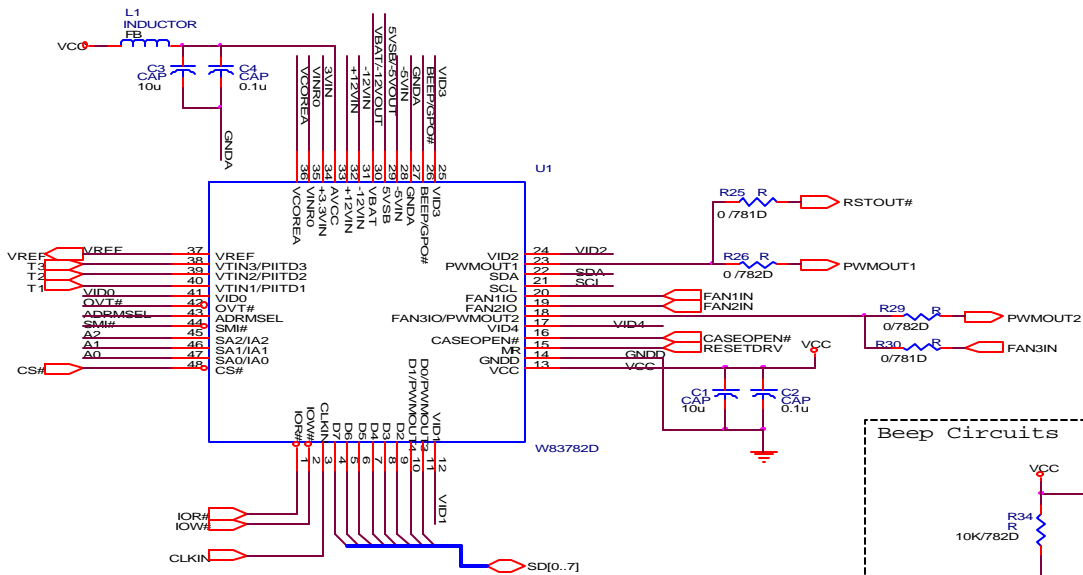 L1
INDUCTOR
FB
VCC
C3
CAP
10u
C4
CAP
0.1u
GNDA
VCOREA
VINR0
3VIN
+12VIN
-12VIN
VBAT/-12VOUT
5VSB/-5VOUT
-5VIN
GNDA
BEEP/GPO#
VID3
36
35
34
33
32
31
30
29
28
27
26
25
VCOREA
VINR0
+3.3VIN
AVCC
+12VIN
-12VIN
VBAT
5VSB
-5VIN
GNDA
BEEP/GPO#
VID3
U1
VREF VREF 37 VREF
T3 38 VTIN3/PIITD3
T2 39 VTIN2/PIITD2
T1 40 VTIN1/PIITD1
VID0 41 VID0
OVT# 42 OVT#
ADRMSEL 43 ADRMSEL
SMI# 44 SMI#
A2 45 SA2/IA2
A1 46 SA1/IA1
A0 47 SA0/IA0
CS# 48 CS#
VID2 24 VID2
PWMOUT1 23
SDA 22 SDA
SCL 21 SCL
FAN1IO 20 FAN1IN
FAN2IO 19 FAN2IN
FAN3IO/PWMOUT2 18
VID4 17 VID4
CASEOPEN# 16 CASEOPEN#
MR 15 RESETDRV
GNDD 14 GNDD
VCC 13 VCC
R25 R
0 /781D
RSTOUT#
R26 R
0 /782D
PWMOUT1
R29 R
0/782D
PWMOUT2
R30 R
0/781D
FAN3IN
VCC
C1
CAP
10u
C2
CAP
0.1u
W83782D
IOR#
IOW#
CLKIN
D7
D6
D5
D4
D3
D2
D1/PWMOUT4
D0/PWMOUT3
VID1
1
2
3
4
5
6
7
8
9
10
11
12
VID1
IOR#
IOW#
CLKIN
SD[0..7]
Beep Circuits
VCC
R34
R
10K/782D